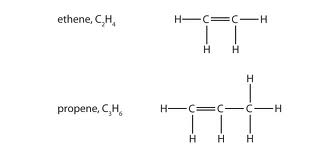 ethene, C₂H₄
H C C H
H H
H
propene, C₃H₆
H C C C H
H H H